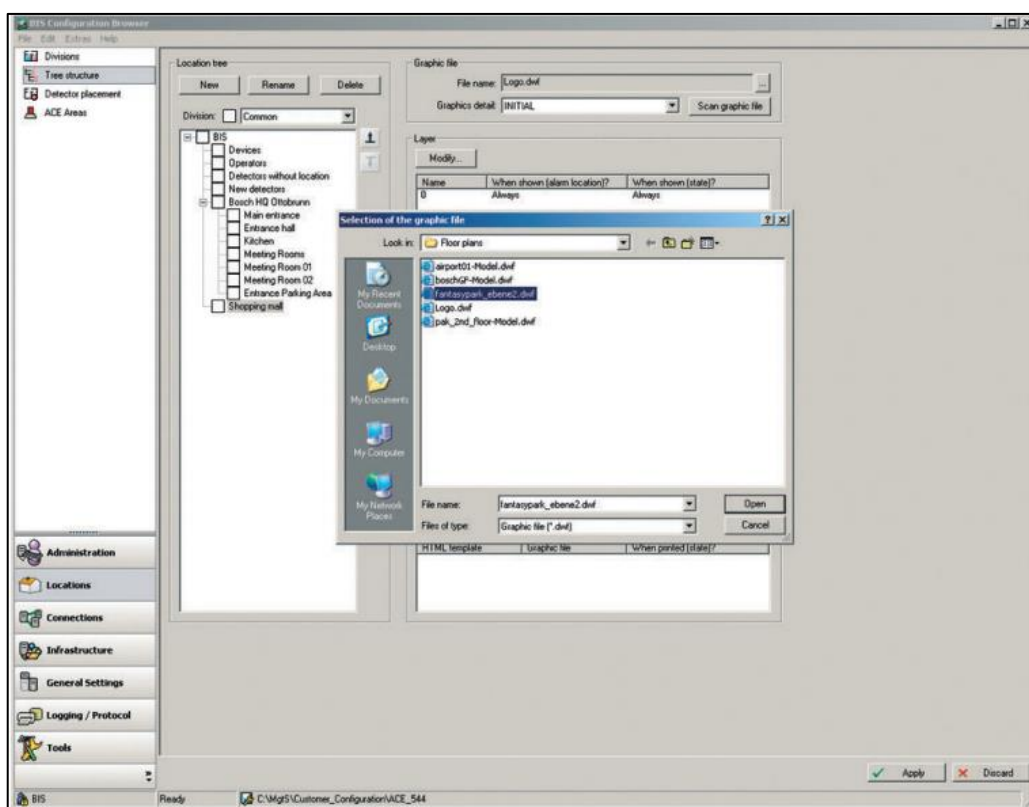 BIS Configuration Browser
File Edit Extras Help
Divisions
Tree structure
Detector placement
ACE Areas
Location tree
New Rename Delete
Division: Common
BIS
Devices
Operators
Detectors without location
New detectors
Bosch HQ Ottobrunn
Main entrance
Entrance hall
Kitchen
Meeting Rooms
Meeting Room 01
Meeting Room 02
Entrance Parking Area
Shopping mall
Graphic file
File name: Logo.dwf ...
Graphics detail: INITIAL Scan graphic file
Layer
Modify...
Name When shown (alarm location)? When shown (state)?
0 Always Always
Selection of the graphic file
Look in: Floor plans
My Recent Documents
Desktop
My Documents
My Computer
My Network Places
airport01-Model.dwf
boschGF-Model.dwf
fantasypark_ebene2.dwf
Logo.dwf
pak_2nd_floor-Model.dwf
File name: fantasypark_ebene2.dwf Open
Files of type: Graphic file (*.dwf) Cancel
HTML template Graphic file When printed (state)?
Administration
Locations
Connections
Infrastructure
General Settings
Logging / Protocol
Tools
Apply Discard
BIS Ready C:\MgtS\Customer_Configuration\ACE_544